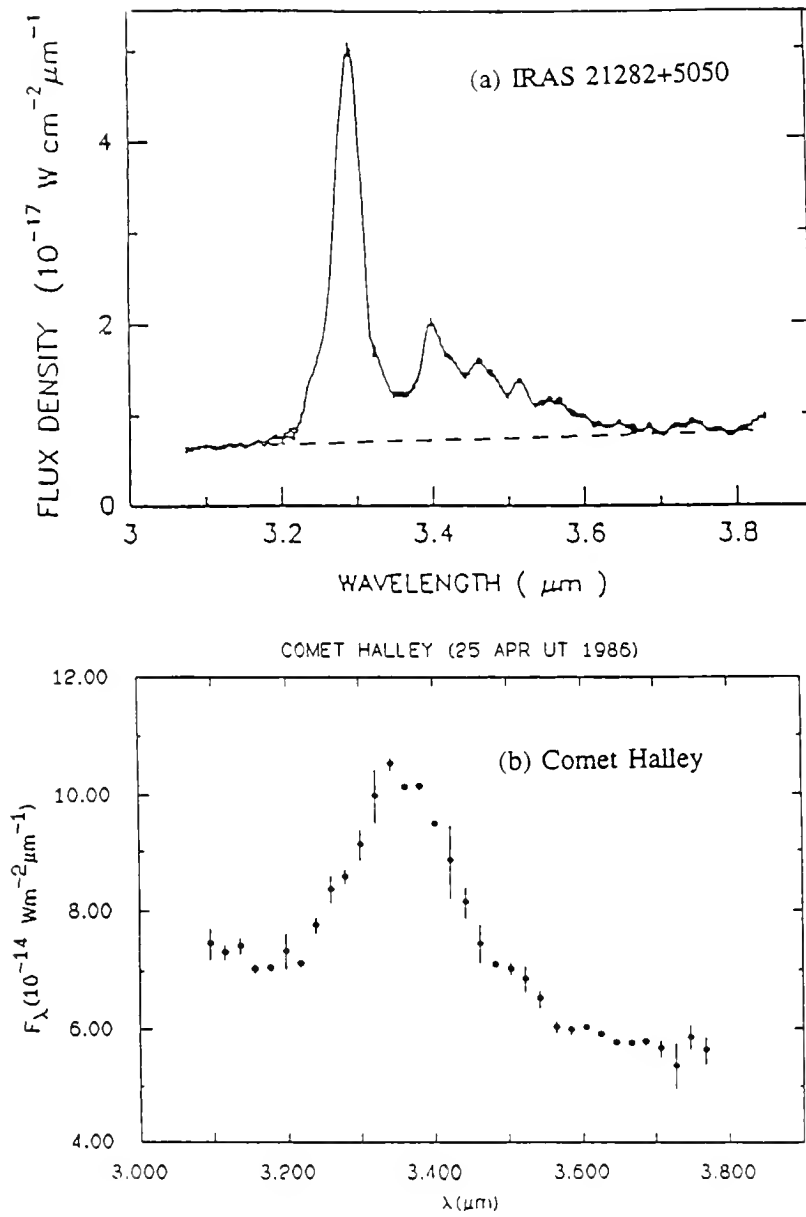 (a) IRAS 21282+5050
FLUX DENSITY (10⁻¹⁷ W cm⁻² μm⁻¹
4
2
0
3 3.2 3.4 3.6 3.8
WAVELENGTH ( μm )
COMET HALLEY (25 APR UT 1986)
12.00
(b) Comet Halley
10.00
8.00
6.00
4.00
F_λ(10⁻¹⁴ Wm⁻²μm⁻¹)
3.000 3.200 3.400 3.600 3.800
λ(μm)